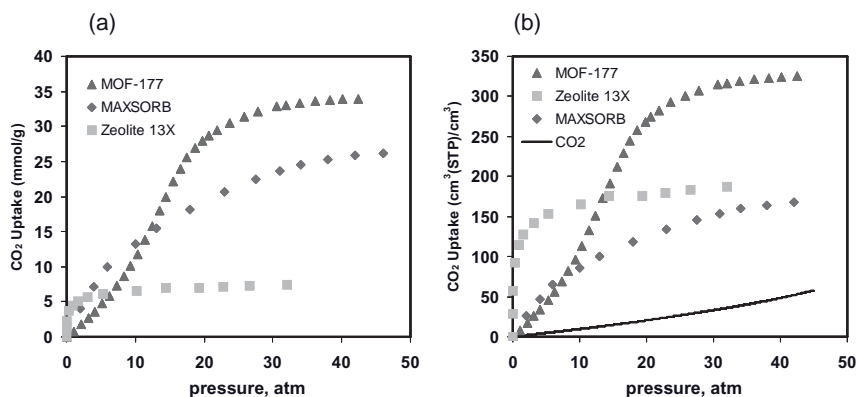 (a)
40
35
30
25
20
15
10
5
0
CO₂ Uptake (mmol/g)
MOF-177
MAXSORB
Zeolite 13X
0 10 20 30 40 50
pressure, atm
(b)
350
300
250
200
150
100
50
0
CO₂ Uptake (cm³(STP)/cm³)
MOF-177
Zeolite 13X
MAXSORB
CO2
0 10 20 30 40 50
pressure, atm